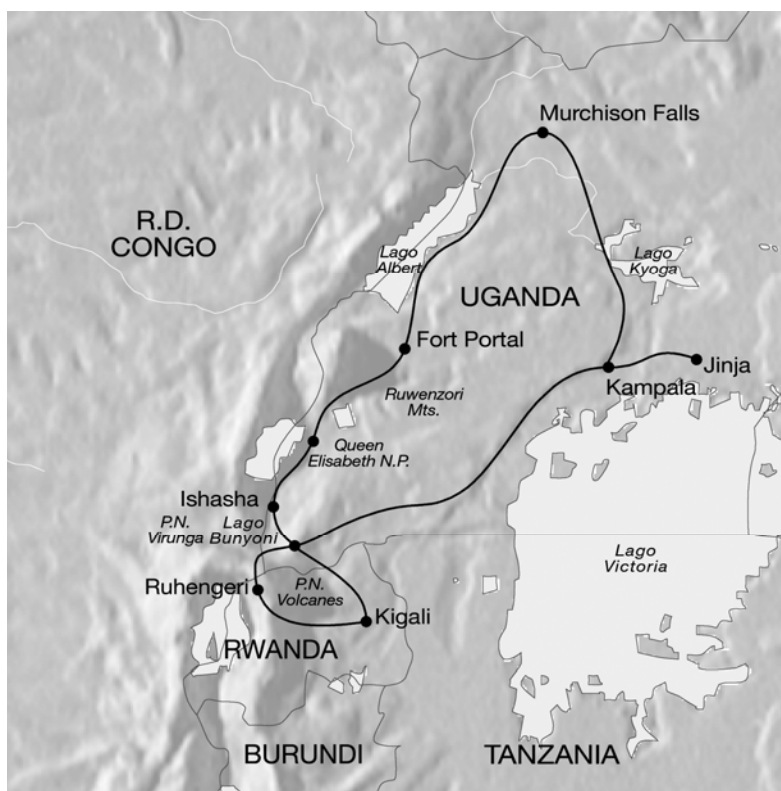 Murchison Falls
R.D.
CONGO
Lago
Albert
Lago
Kyoga
UGANDA
Fort Portal
Jinja
Kampala
Ruwenzori
Mts.
Queen
Elisabeth N.P.
Ishasha
P.N.
Virunga
Lago
Bunyoni
Lago
Victoria
Ruhengeri
P.N.
Volcanes
Kigali
RWANDA
BURUNDI
TANZANIA